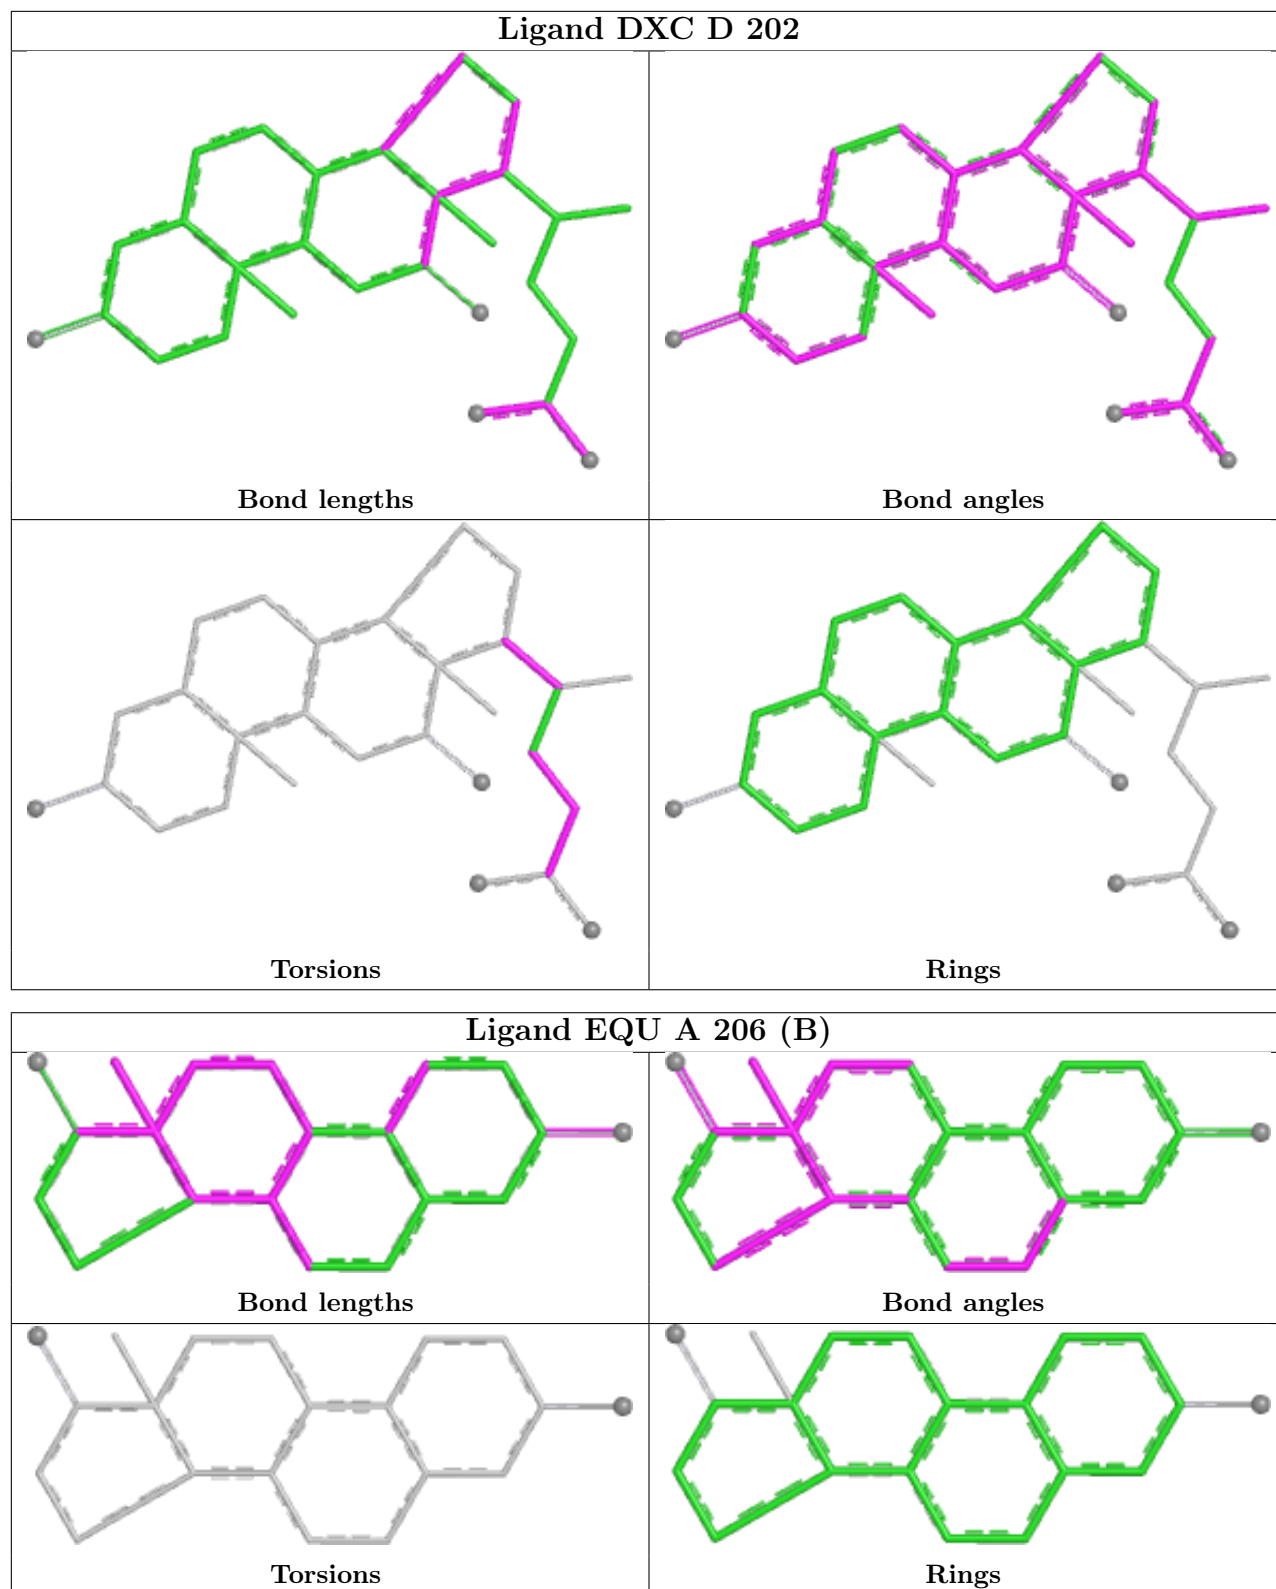 Ligand DXC D 202
Bond lengths
Bond angles
Torsions
Rings
Ligand EQU A 206 (B)
Bond lengths
Bond angles
Torsions
Rings